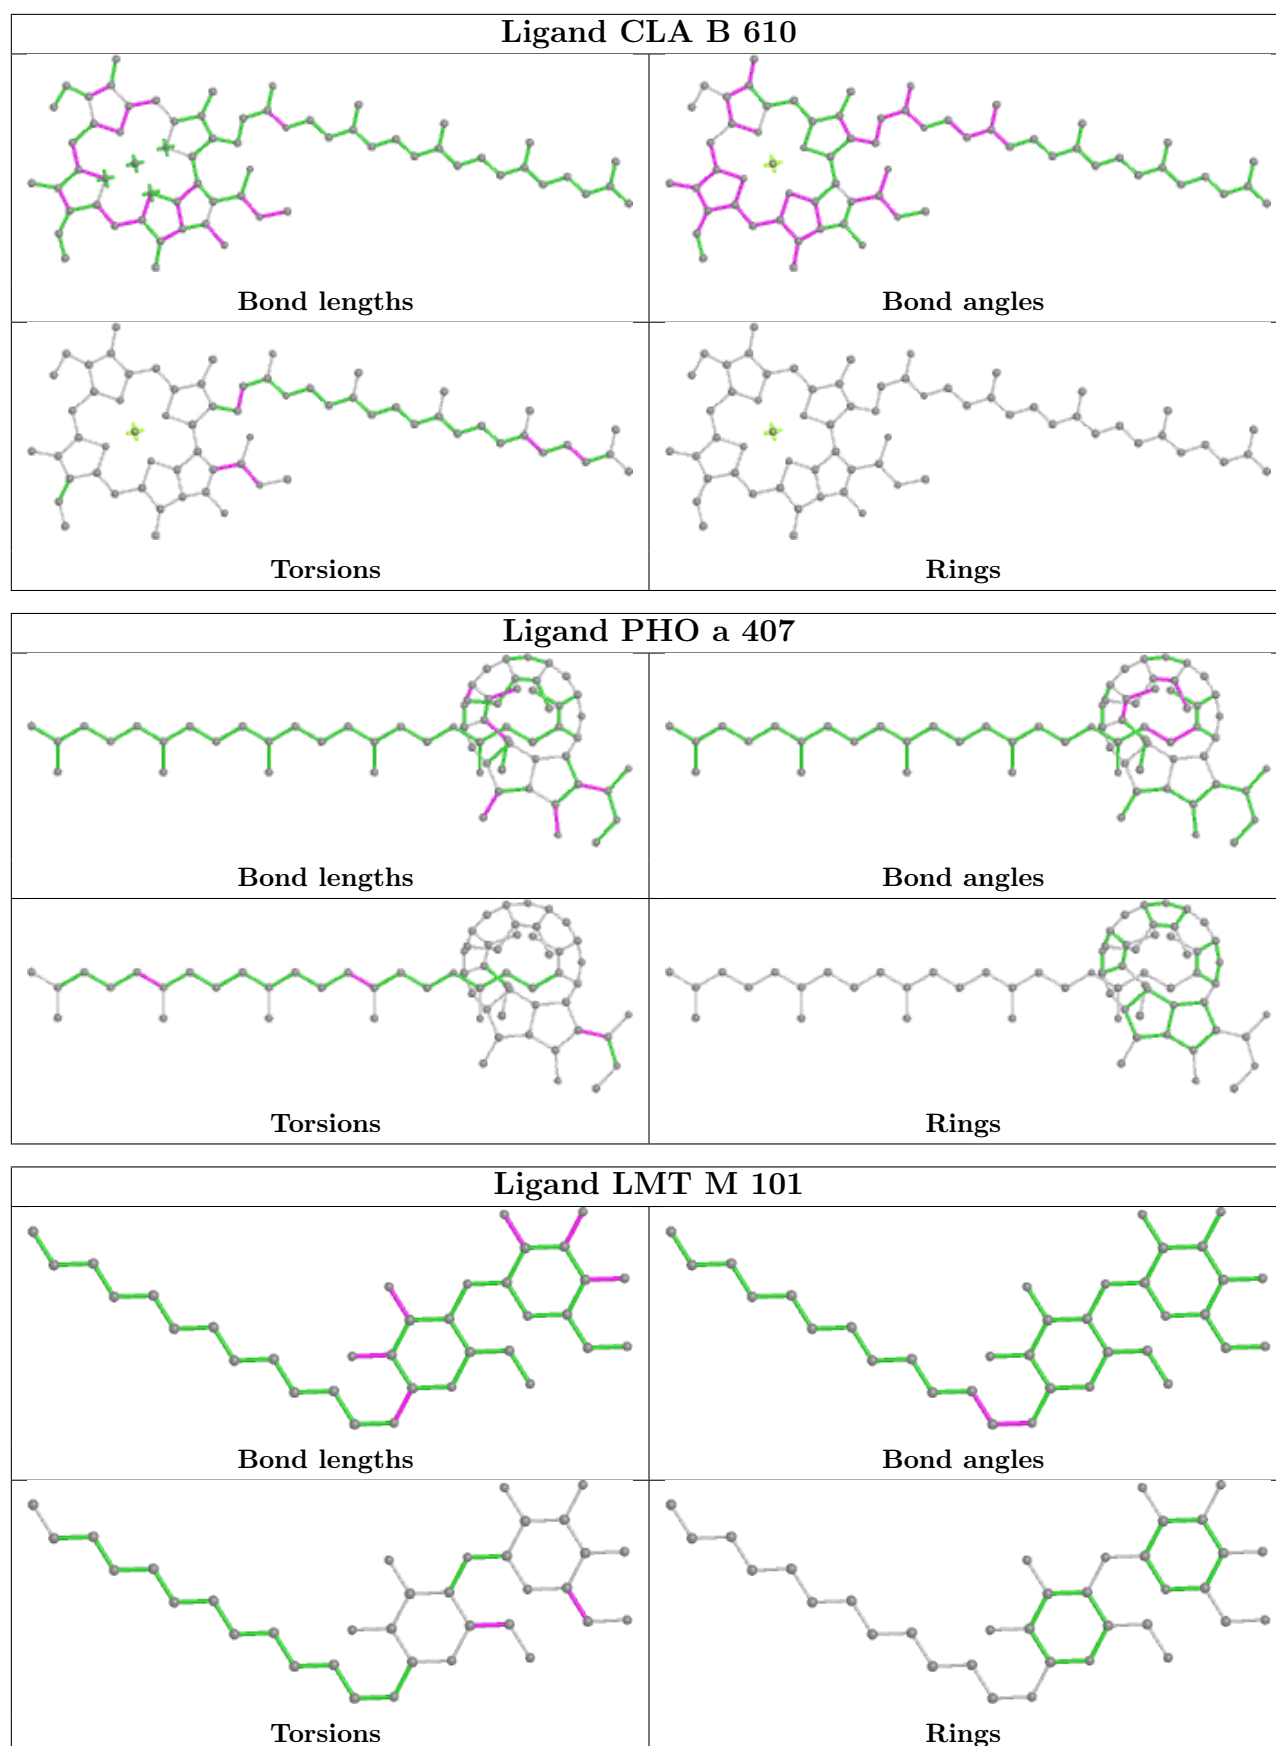 Ligand CLA B 610
Bond lengths
Bond angles
Torsions
Rings
Ligand PHO a 407
Bond lengths
Bond angles
Torsions
Rings
Ligand LMT M 101
Bond lengths
Bond angles
Torsions
Rings